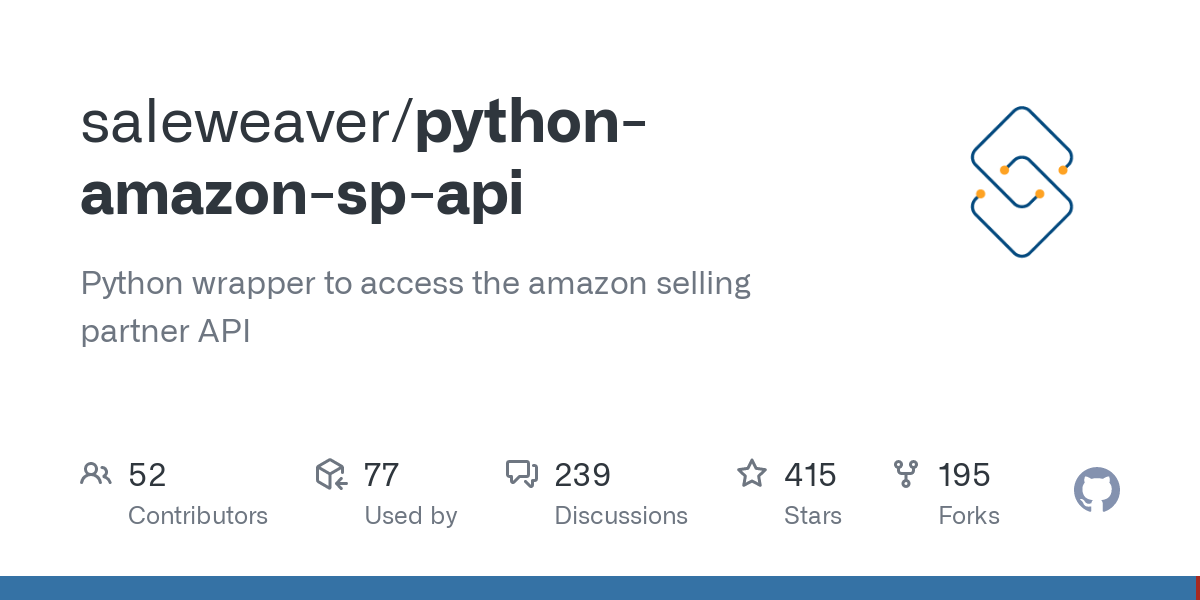 saleweaver/python-
amazon-sp-api
Python wrapper to access the amazon selling
partner API
52 77 239 415 195
Contributors Used by Discussions Stars Forks